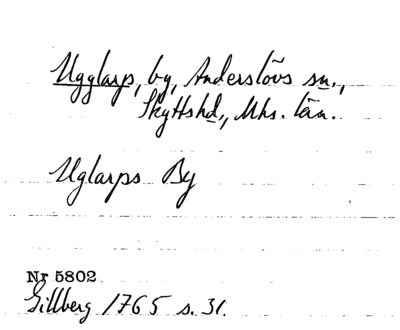 Ugglarp, by, Anderslövs sn.,
Skytts hd., Mhs. län.
Uglarps By
Nr 5802
Gillberg 1765 s. 31.